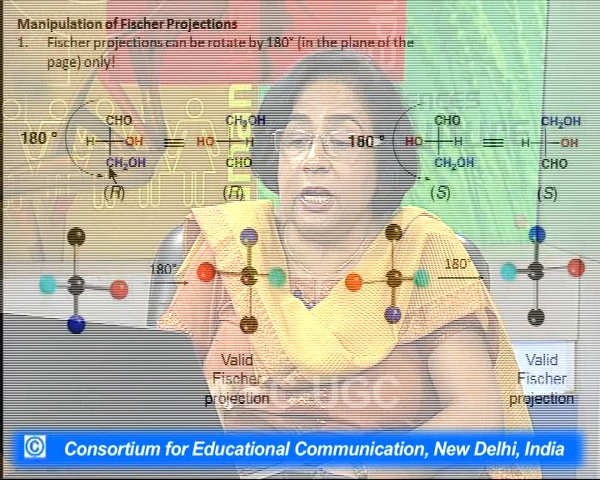 Manipulation of Fischer Projections
1. Fischer projections can be rotate by 180° (in the plane of the
page) only!
CHO CH₂OH CHO CH₂OH
180 ° H OH HO H 180 ° HO H H OH
CH₂OH CHO CH₂OH CHO
(R) (R) (S) (S)
180° 180°
Valid Valid
Fischer Fischer
projection projection
UGC
© Consortium for Educational Communication, New Delhi, India